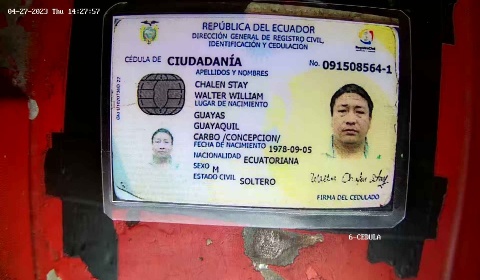 04-27-2023 Thu 14:27:57
REPÚBLICA DEL ECUADOR
DIRECCIÓN GENERAL DE REGISTRO CIVIL,
IDENTIFICACIÓN Y CEDULACIÓN
CÉDULA DE CIUDADANÍA No. 091508564-1
APELLIDOS Y NOMBRES
CHALEN STAY
WALTER WILLIAM
LUGAR DE NACIMIENTO
GUAYAS
GUAYAQUIL
CARBO /CONCEPCION/
FECHA DE NACIMIENTO 1978-09-05
NACIONALIDAD ECUATORIANA
SEXO M
ESTADO CIVIL SOLTERO
Walter Chalen Stay
FIRMA DEL CEDULADO
6-CEDULA